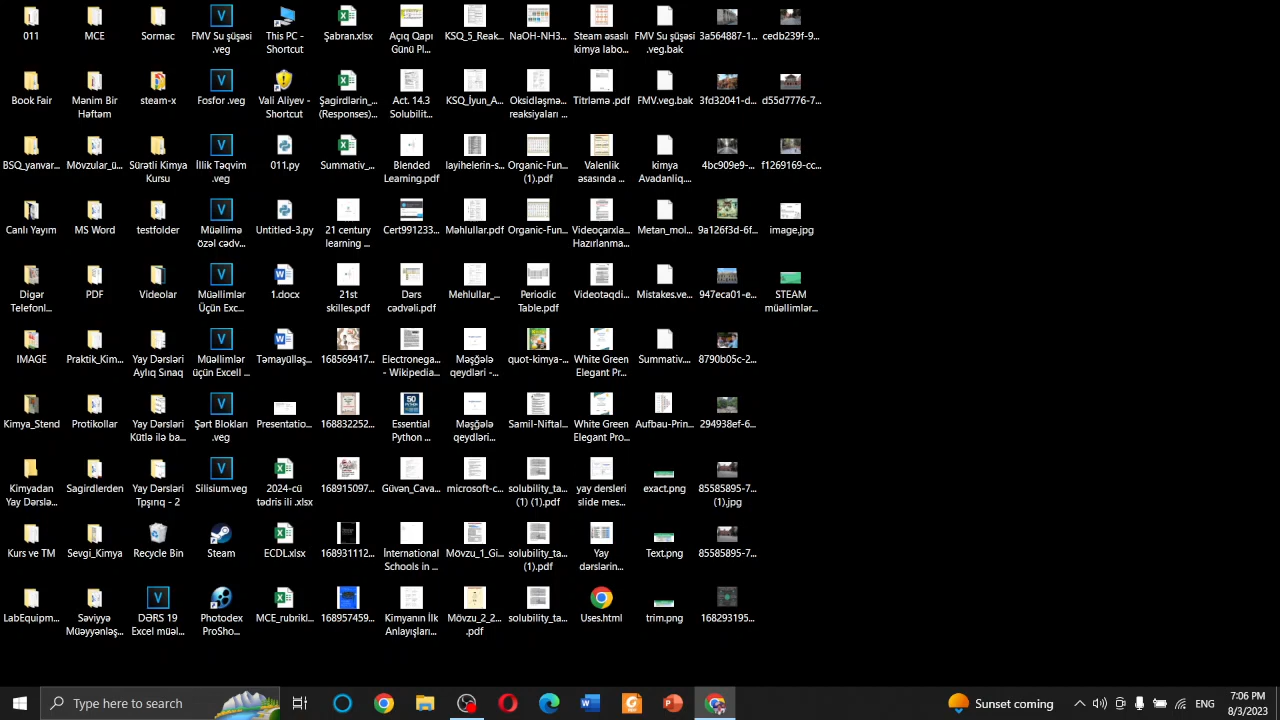 011
MCE
Sormac
FMV Su şüşəsi
.veg
This PC -
Shortcut
Şabran.xlsx
Açıq Qapı
Günü Pl...
KSQ_5_Reak...
NaOH-NH3...
Steam əsaslı
kimya labo...
FMV Su şüşəsi
.veg.bak
3a564887-1...
cedb239f-9...
Book Fair
Mənim Bir
Həftəm
steam-x
Fosfor .veg
Vali Aliyev -
Shortcut
Şagirdlərin_...
(Responses)...
Act. 14.3
Solubilit...
KSQ_İyun_A...
Oksidləşmə...
reaksiyaları ...
Titrləmə .pdf
FMV.veg.bak
3fd32041-d...
d55d7776-7...
BSQ_yanvar...
Mövzular_ü...
Sürətli Kimya
Kursu
İllik Təqvim
.veg
011.py
Summativ_...
Blended
Learning.pdf
layihelerin-s...
Organic-Fun...
(1).pdf
Valenlik
əsasında ...
kimya
Avadanliq....
4bc909e9-...
f1269169-cc...
Canlı Yayım
MS Word
testbuilder
Müəllimə
özəl cədv...
Untitled-3.py
21 century
learning ...
Cert991233...
Məhlullar.pdf
Organic-Fun...
Videoçarxla...
Hazırlanma...
Metan_mol...
9a126f3d-6f...
image.jpg
Digər
Telefonl...
PDF
Videolar
Müəllimlər
Üçün Exc...
1.docx
21st
skilles.pdf
Dərs
cədvəli.pdf
Mehlullar_...
Periodic
Table.pdf
Videotəqdi...
Mistakes.ve...
947eca01-e...
STEAM
müəllimlər...
IMAGE
Praktik_Kim...
Yay Dərsləri
Aylıq Sınaq
Müəllimlər
üçün Excell ...
Təmayülləş...
168569417...
Electronega...
- Wikipedia...
Məşğələ
qeydləri -...
quot-kimya-...
White Green
Elegant Pr...
Summativ....
8790b05c-2...
Kimya_Stend
Protikollar
Yay Dərsləri
Kütlə ilə ba...
Şərt Blokları
.veg
Presentatio...
168832252...
Essential
Python ...
Məşğələ
qeydləri...
Samil-Niftal...
White Green
Elegant Pro...
Aufbau-Prin...
294938ef-6...
Kimyadan
Yay Dərslə...
Sagirdlerden
Yay Dərsləri
Tpşırıq - 2
Silisium.veg
2024-cü
tədris ili .xlsx
168915097...
Güvən_Cava...
microsoft-c...
solubility_ta...
(1) (1).pdf
yay dersleri
slide mes...
exact.png
85585895-7...
(1).jpg
Kurs ve TM
Sevgi_Kimya
Recycle Bin
Steam
ECDL.xlsx
168931112...
İnternational
Schools in ...
Mövzu_1_Gi...
solubility_ta...
(1).pdf
Yay
dərslərin...
Text.png
85585895-7...
LabEquipm...
Səviyyə
Müəyyənləş...
DƏRS 19
Excel müəl...
Photodex
ProSho...
MCE_rubrikl...
168957459...
Kimyanın İlk
Anlayışları...
Mövzu_2_2...
.pdf
solubility_ta...
Uses.html
trim.png
168293195...
Type here to search
Sunset coming
ENG
7:06 PM
8/3/2023